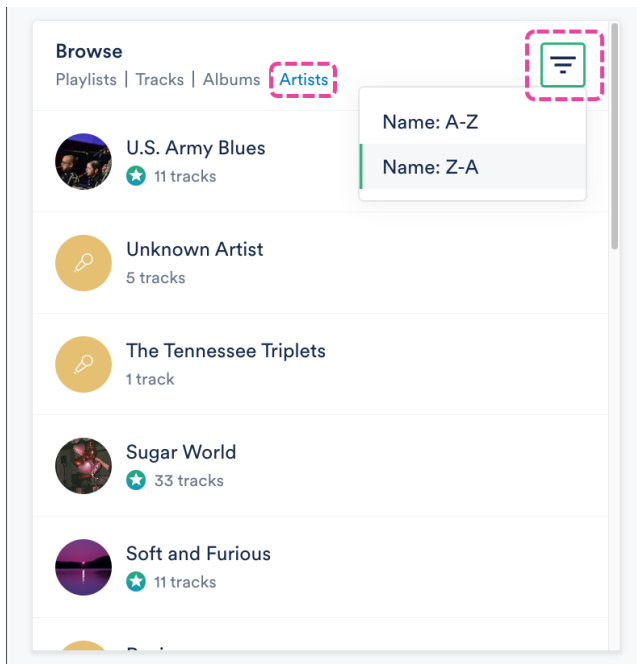 Browse
Playlists | Tracks | Albums | Artists
Name: A-Z
Name: Z-A
U.S. Army Blues
11 tracks
Unknown Artist
5 tracks
The Tennessee Triplets
1 track
Sugar World
33 tracks
Soft and Furious
11 tracks